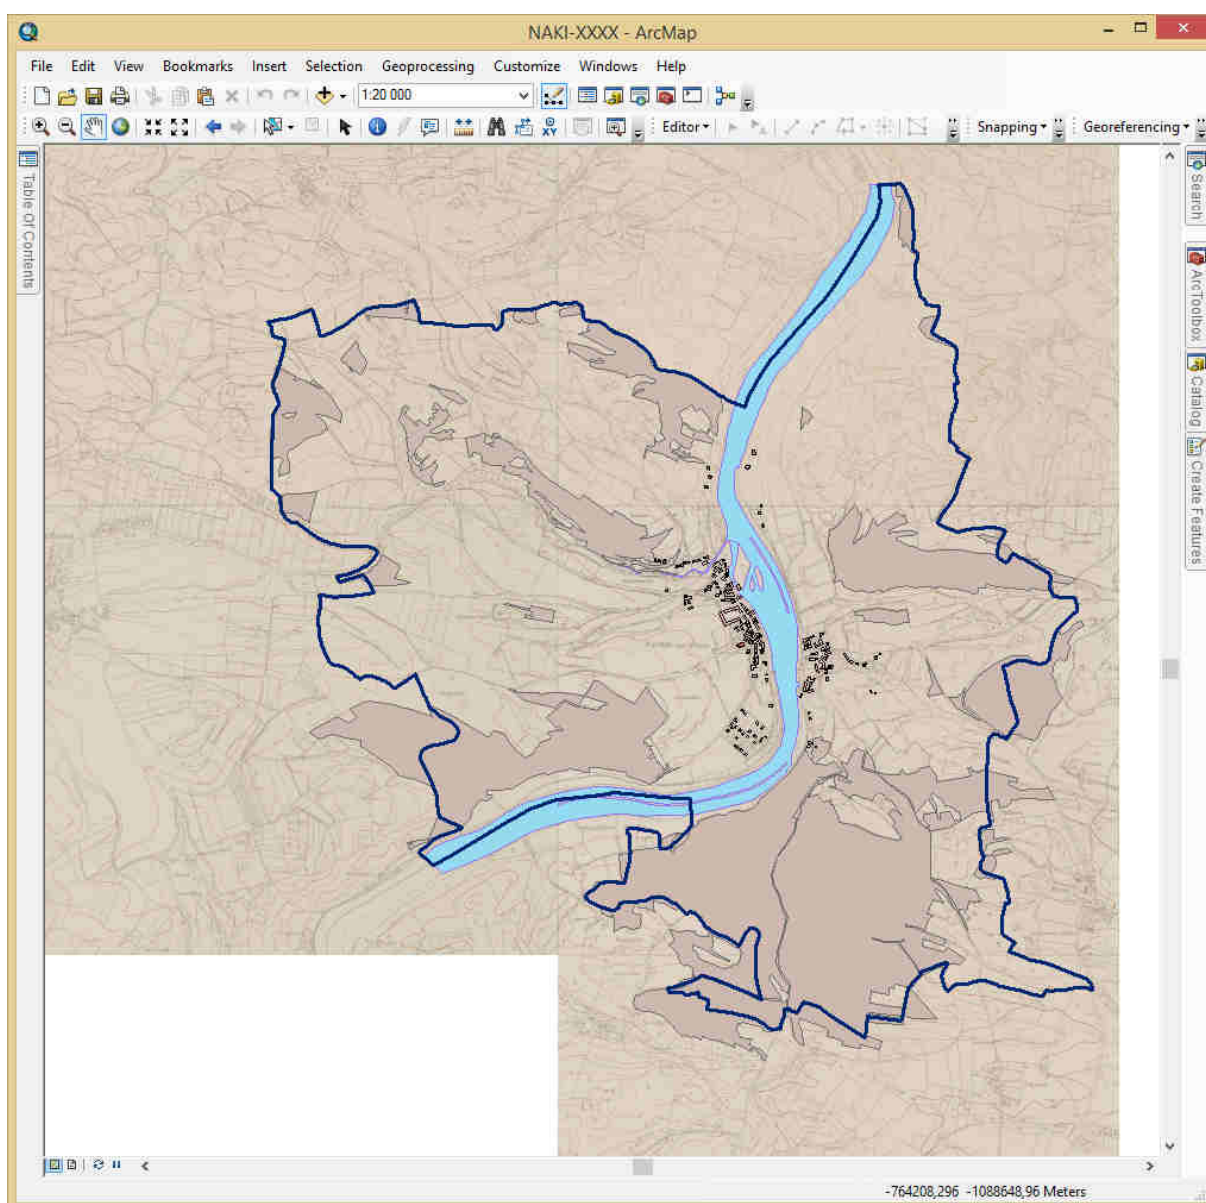 NAKI-XXXX - ArcMap
File Edit View Bookmarks Insert Selection Geoprocessing Customize Windows Help
1:20 000
Editor Snapping Georeferencing
Table Of Contents
Search
ArcToolbox
Catalog
Create Features
-764208,296 -1088648,96 Meters